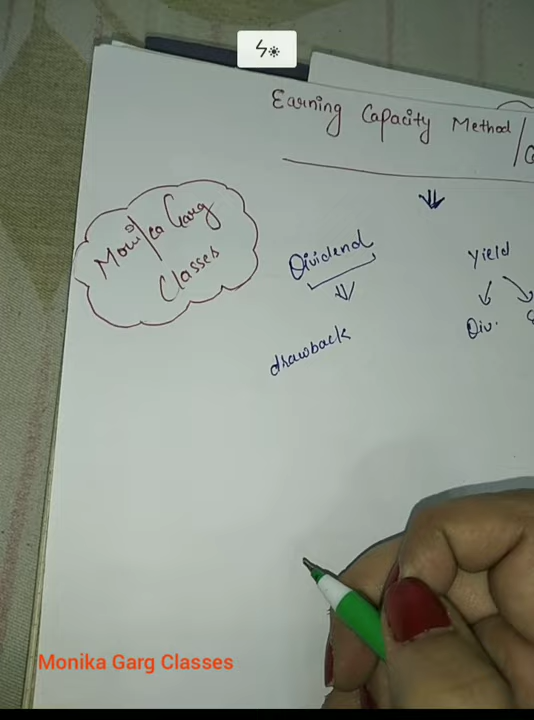 Earning Capacity Method /
Monika Garg
Classes
Dividend
Yield
drawback
Div.
Monika Garg Classes